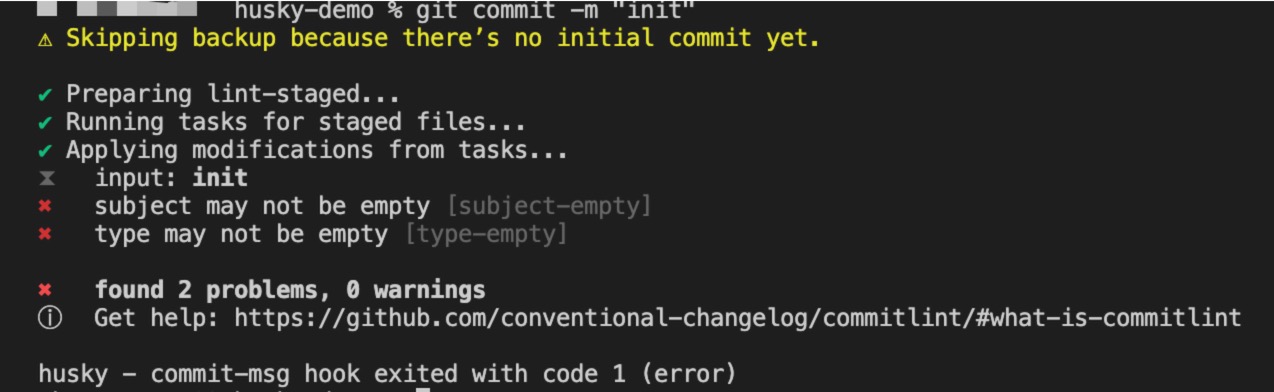 husky-demo % git commit -m "init"
⚠ Skipping backup because there’s no initial commit yet.
✔ Preparing lint-staged...
✔ Running tasks for staged files...
✔ Applying modifications from tasks...
⧗ input: init
✖ subject may not be empty [subject-empty]
✖ type may not be empty [type-empty]
✖ found 2 problems, 0 warnings
ⓘ Get help: https://github.com/conventional-changelog/commitlint/#what-is-commitlint
husky - commit-msg hook exited with code 1 (error)